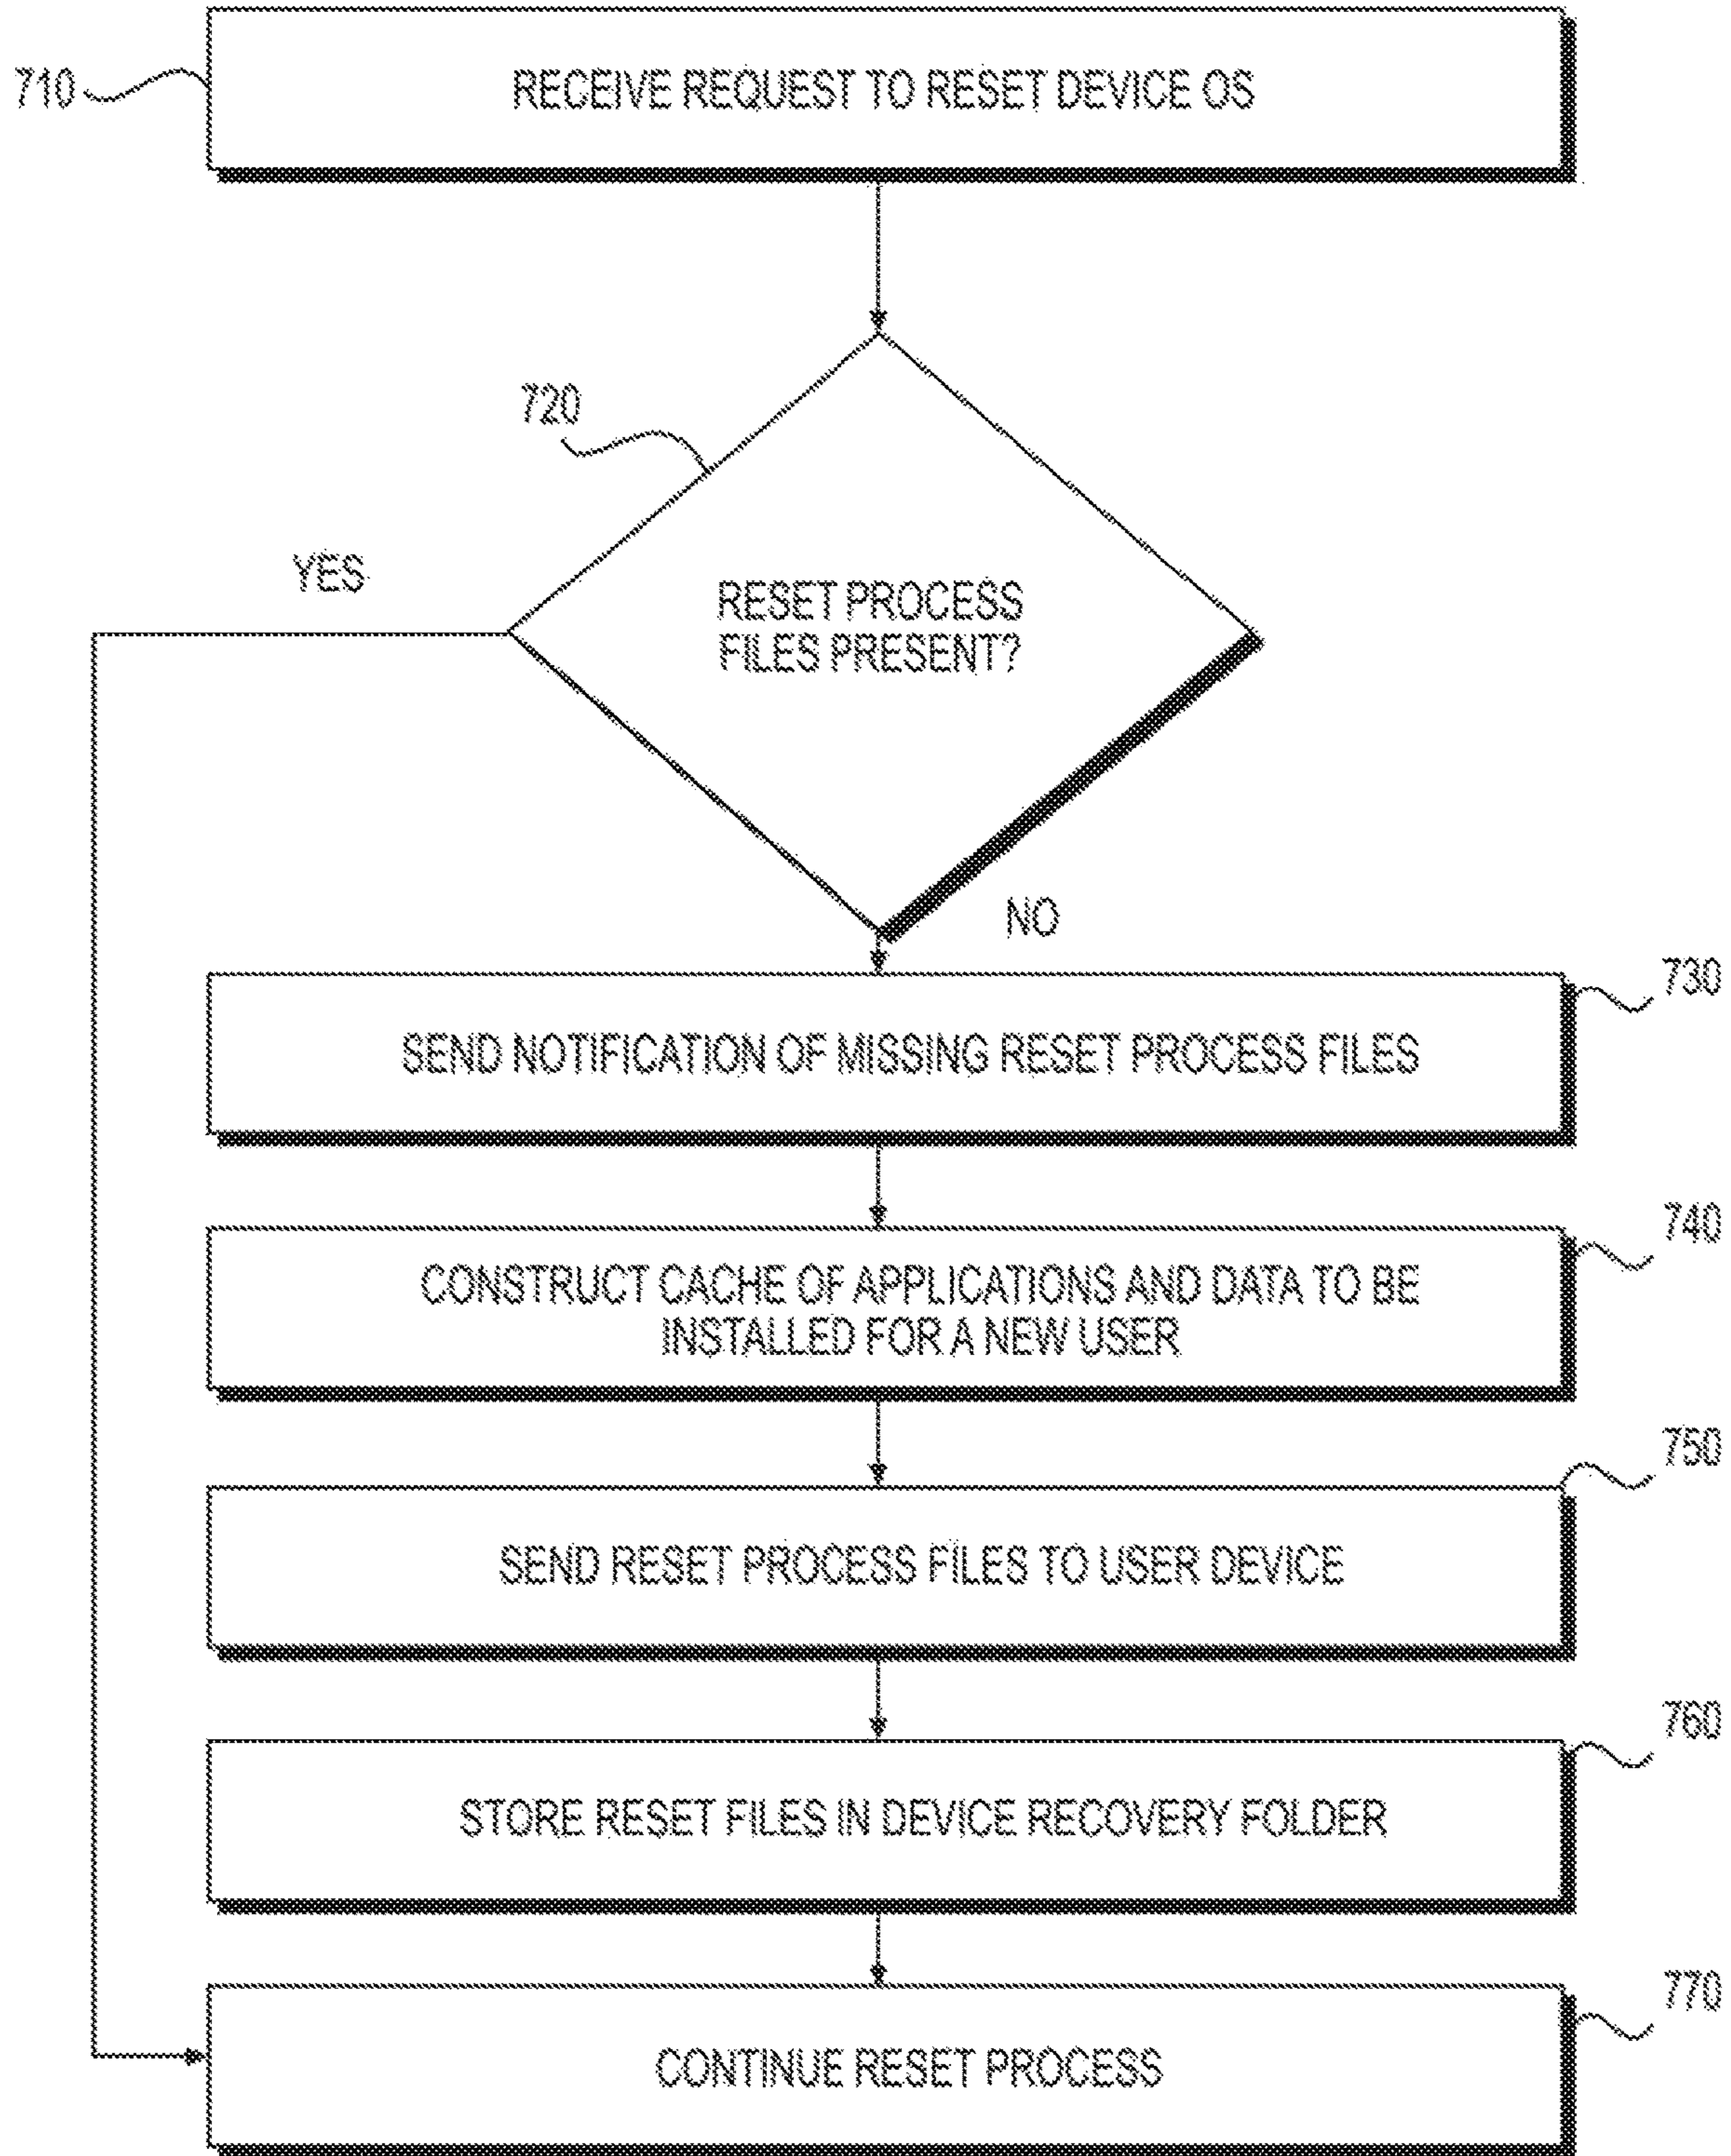 710
RECEIVE REQUEST TO RESET DEVICE OS
720
YES
RESET PROCESS
FILES PRESENT?
NO
730
SEND NOTIFICATION OF MISSING RESET PROCESS FILES
740
CONSTRUCT CACHE OF APPLICATIONS AND DATA TO BE
INSTALLED FOR A NEW USER
750
SEND RESET PROCESS FILES TO USER DEVICE
760
STORE RESET FILES IN DEVICE RECOVERY FOLDER
770
CONTINUE RESET PROCESS